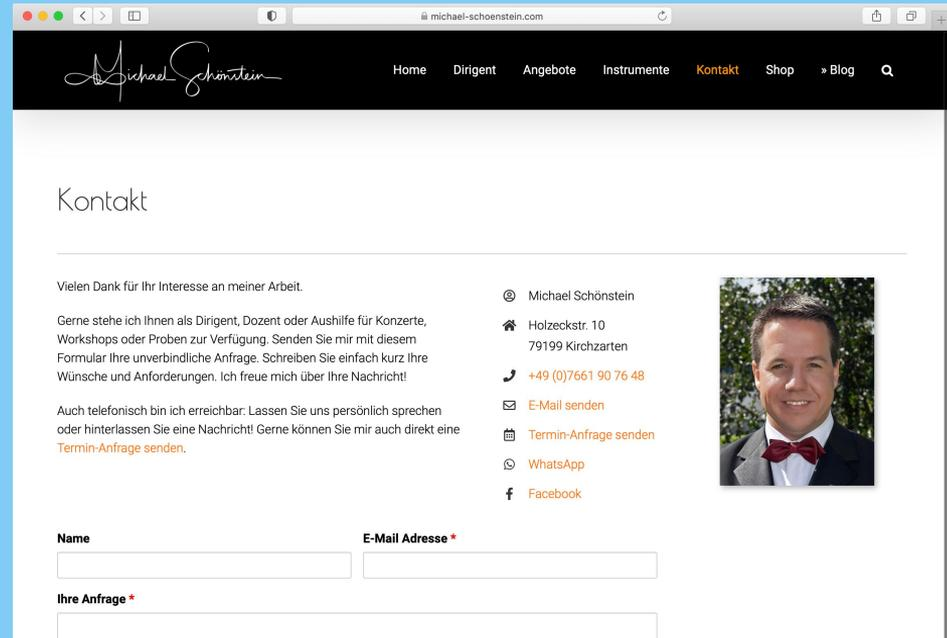 michael-schoenstein.com
Michael Schönstein
Home Dirigent Angebote Instrumente Kontakt Shop » Blog
Kontakt
Vielen Dank für Ihr Interesse an meiner Arbeit.
Gerne stehe ich Ihnen als Dirigent, Dozent oder Aushilfe für Konzerte,
Workshops oder Proben zur Verfügung. Senden Sie mir mit diesem
Formular Ihre unverbindliche Anfrage. Schreiben Sie einfach kurz Ihre
Wünsche und Anforderungen. Ich freue mich über Ihre Nachricht!
Auch telefonisch bin ich erreichbar: Lassen Sie uns persönlich sprechen
oder hinterlassen Sie eine Nachricht! Gerne können Sie mir auch direkt eine
Termin-Anfrage senden.
Michael Schönstein
Holzeckstr. 10
79199 Kirchzarten
+49 (0)7661 90 76 48
E-Mail senden
Termin-Anfrage senden
WhatsApp
Facebook
Name E-Mail Adresse *
Ihre Anfrage *